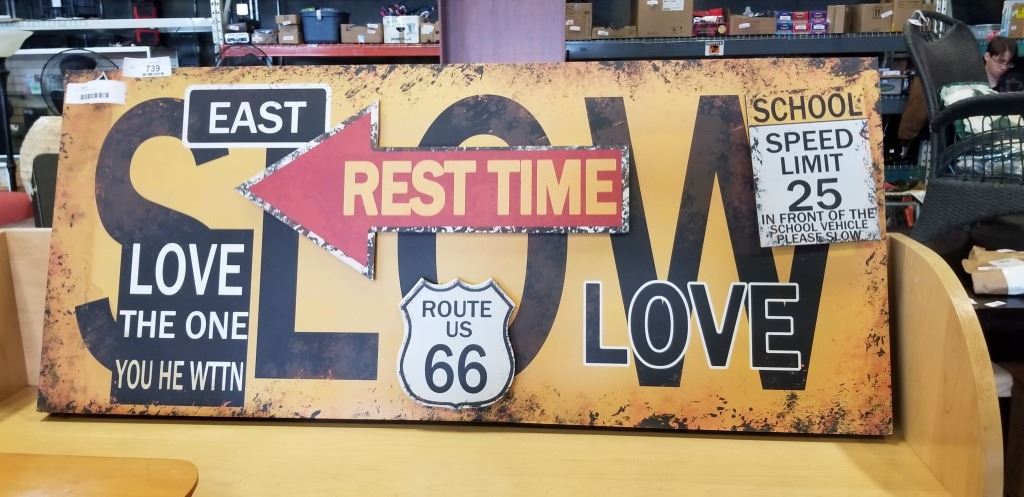 739
SLOW
EAST
REST TIME
SCHOOL
SPEED
LIMIT
25
IN FRONT OF THE
SCHOOL VEHICLE
PLEASE SLOW
LOVE
THE ONE
YOU HE WTTN
ROUTE
US
66
LOVE